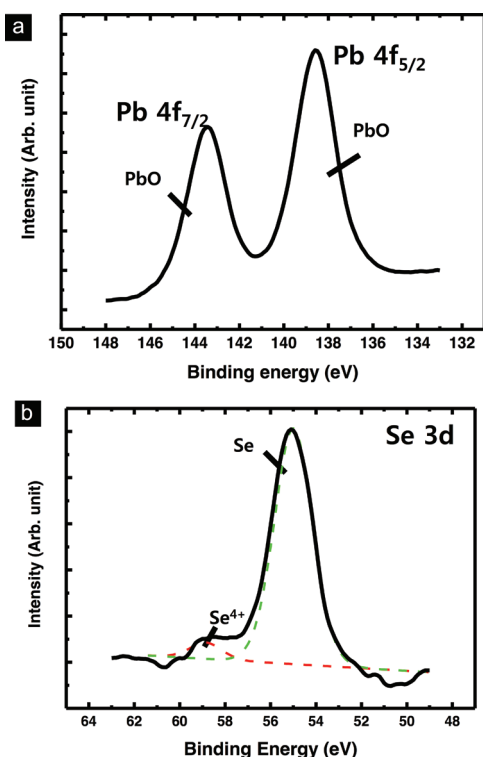 a
Pb 4f5/2
Pb 4f7/2
PbO
PbO
Intensity (Arb. unit)
150 148 146 144 142 140 138 136 134 132
Binding energy (eV)
b
Se 3d
Se
Se4+
Intensity (Arb. unit)
64 62 60 58 56 54 52 50 48
Binding Energy (eV)